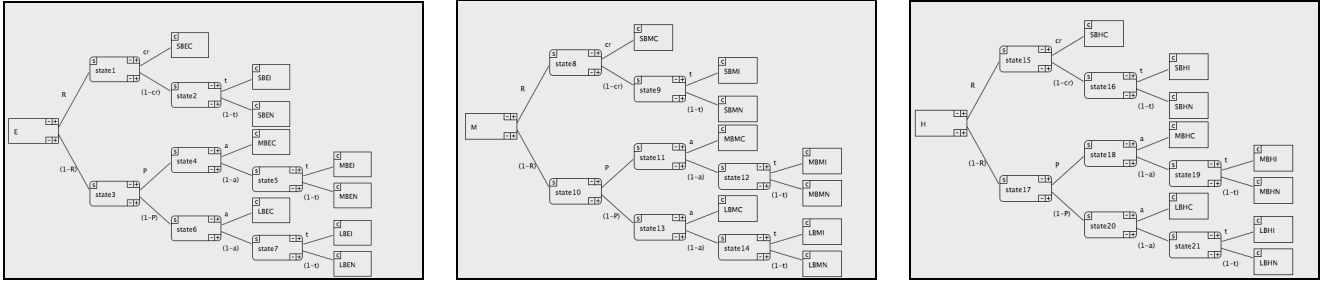 E
R
(1-R)
state1
cr
(1-cr)
SBEC
state2
t
(1-t)
SBEI
SBEN
state3
P
(1-P)
state4
a
(1-a)
MBEC
state5
t
(1-t)
MBEI
MBEN
state6
a
(1-a)
LBEC
state7
t
(1-t)
LBEI
LBEN
M
R
(1-R)
state8
cr
(1-cr)
SBMC
state9
t
(1-t)
SBMI
SBMN
state10
P
(1-P)
state11
a
(1-a)
MBMC
state12
t
(1-t)
MBMI
MBMN
state13
a
(1-a)
LBMC
state14
t
(1-t)
LBMI
LBMN
H
R
(1-R)
state15
cr
(1-cr)
SBHC
state16
t
(1-t)
SBHI
SBHN
state17
P
(1-P)
state18
a
(1-a)
MBHC
state19
t
(1-t)
MBHI
MBHN
state20
a
(1-a)
LBHC
state21
t
(1-t)
LBHI
LBHN